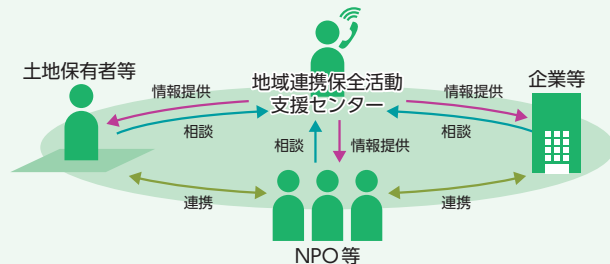 土地保有者等
情報提供
相談
地域連携保全活動
支援センター
情報提供
相談
企業等
相談
情報提供
連携
連携
NPO等